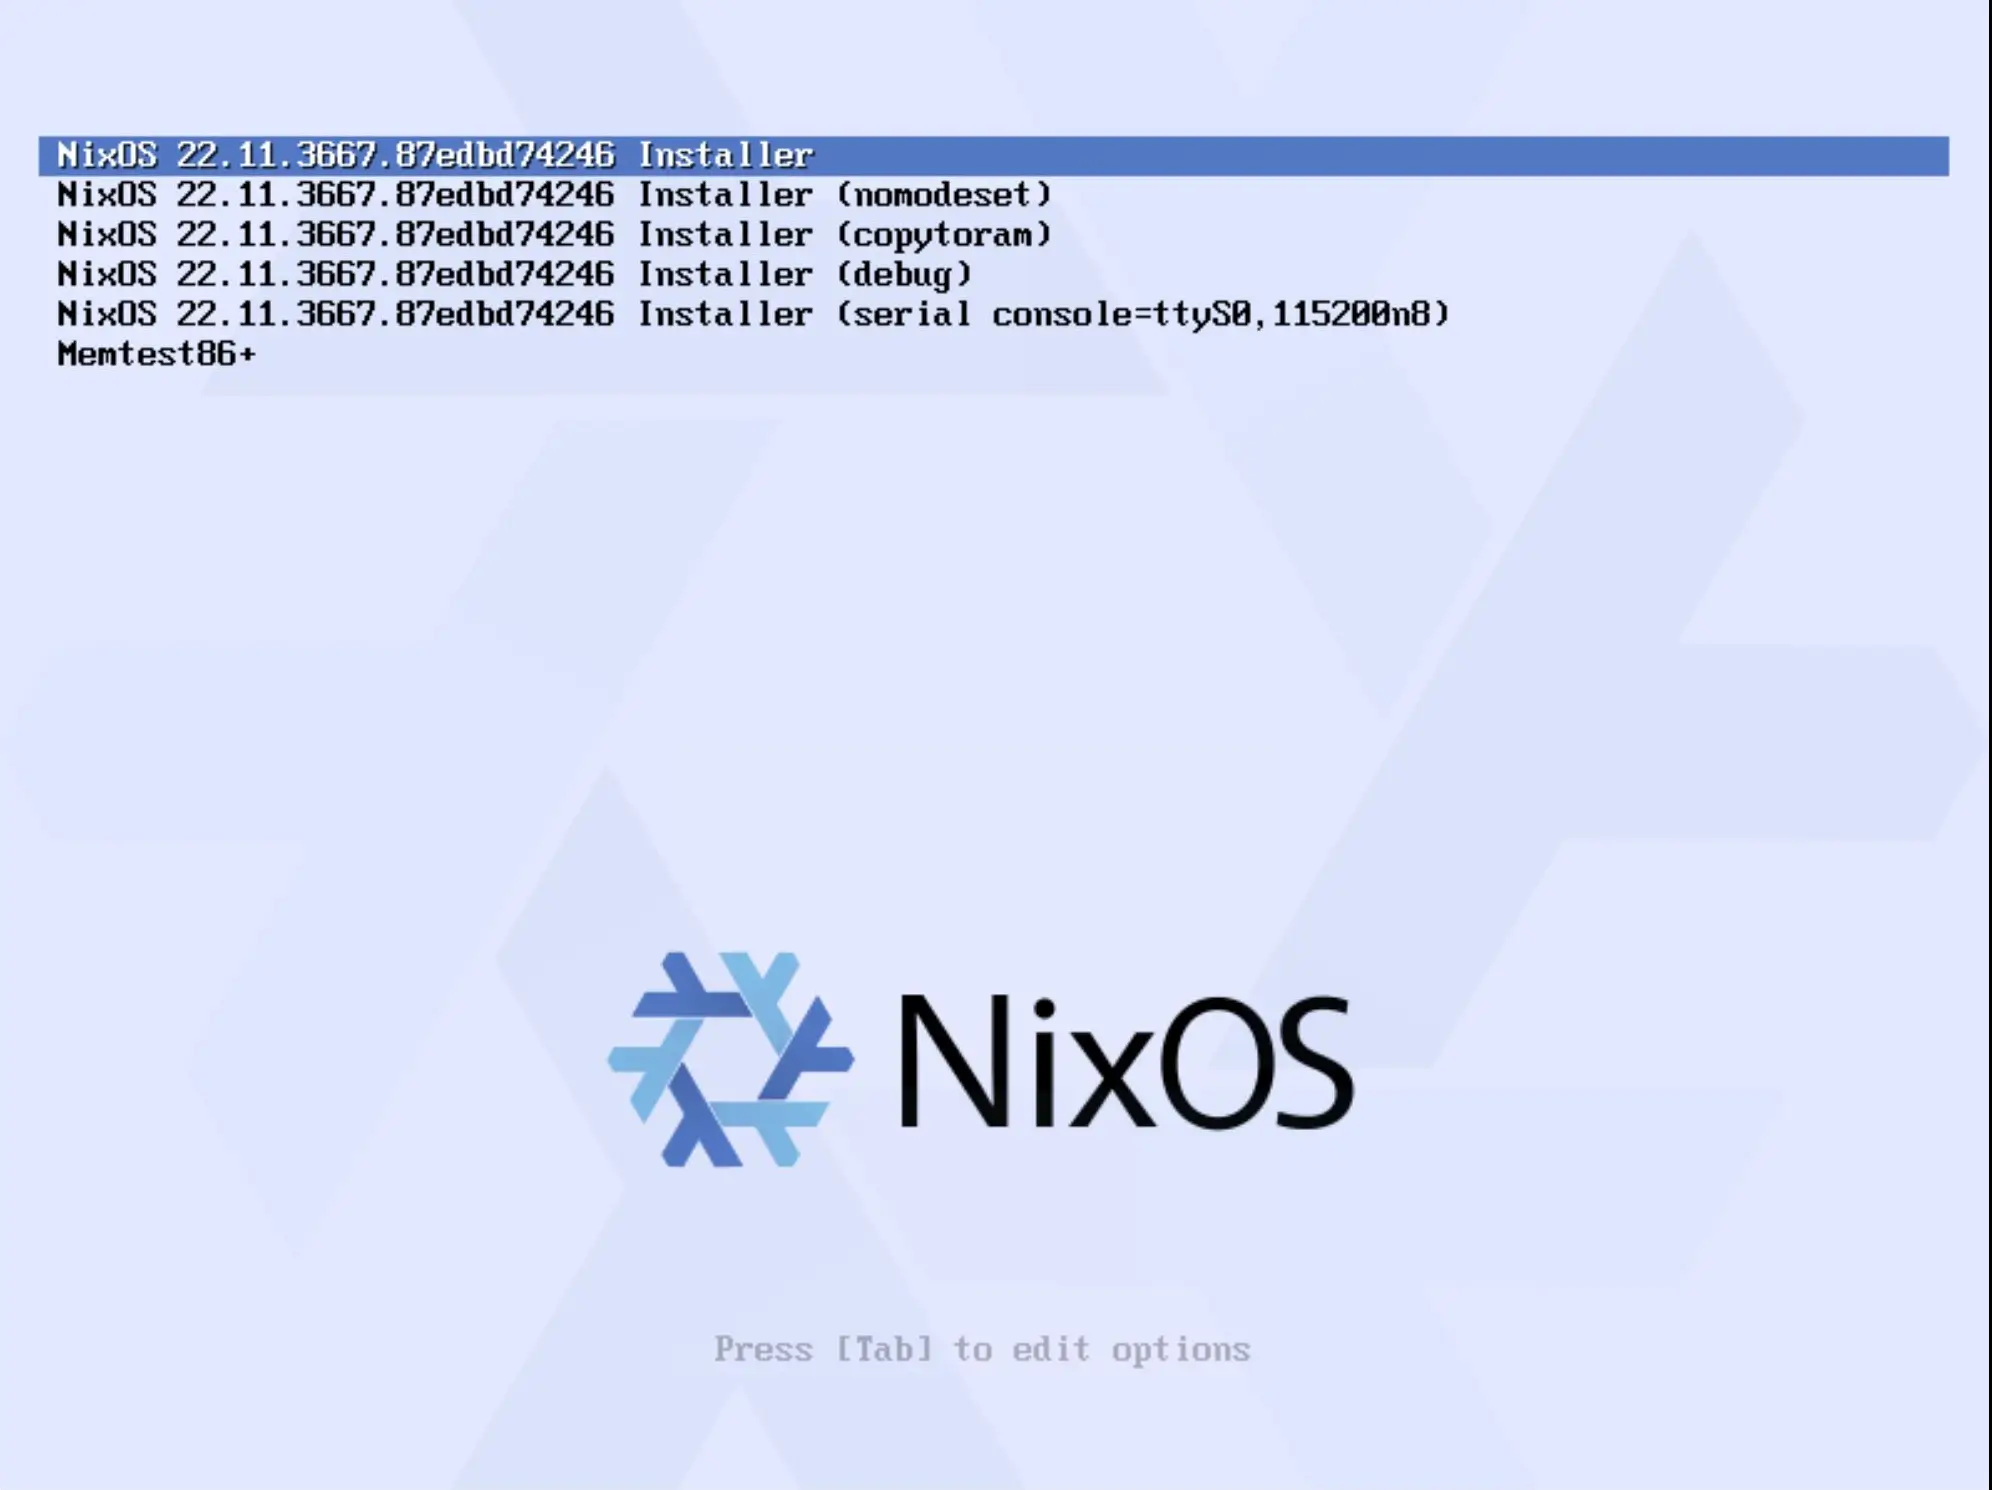 NixOS 22.11.3667.87edbd74246 Installer
NixOS 22.11.3667.87edbd74246 Installer (nomodeset)
NixOS 22.11.3667.87edbd74246 Installer (copytoram)
NixOS 22.11.3667.87edbd74246 Installer (debug)
NixOS 22.11.3667.87edbd74246 Installer (serial console=ttyS0,115200n8)
Memtest86+
NixOS
Press [Tab] to edit options